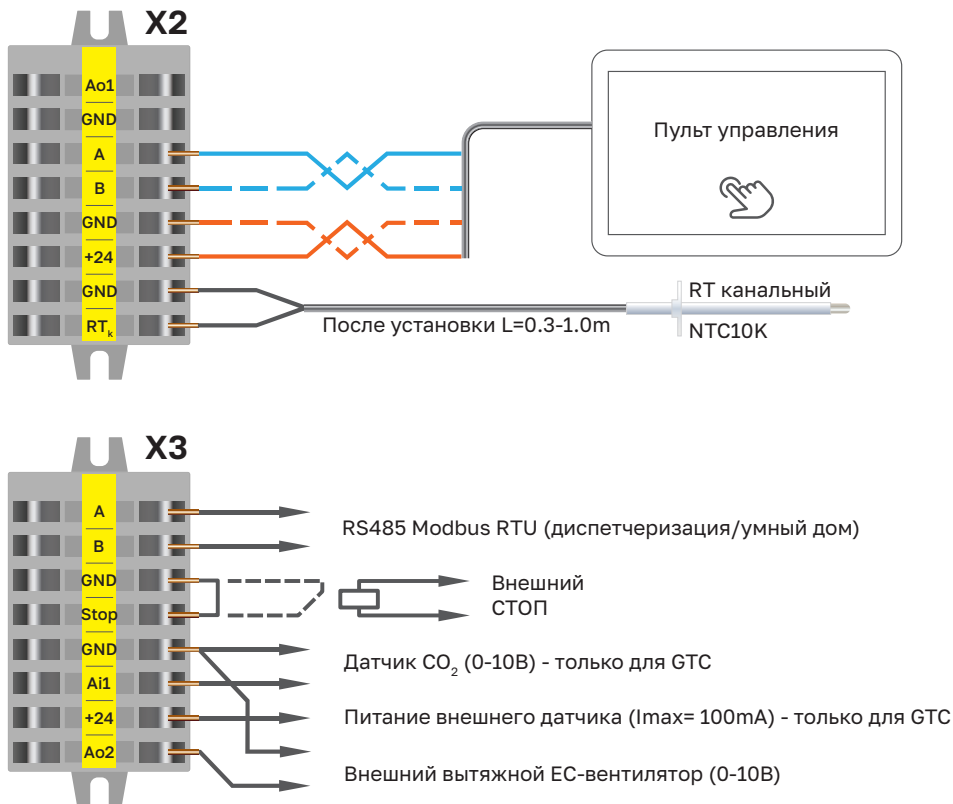 X2
Ao1
GND
A
B
GND
+24
GND
RTk
Пульт управления
RT канальный
После установки L=0.3-1.0m
NTC10K
X3
A
B
GND
Stop
GND
Ai1
+24
Ao2
RS485 Modbus RTU (диспетчеризация/умный дом)
Внешний
СТОП
Датчик CO2 (0-10В) - только для GTC
Питание внешнего датчика (Imax= 100mA) - только для GTC
Внешний вытяжной ЕС-вентилятор (0-10В)